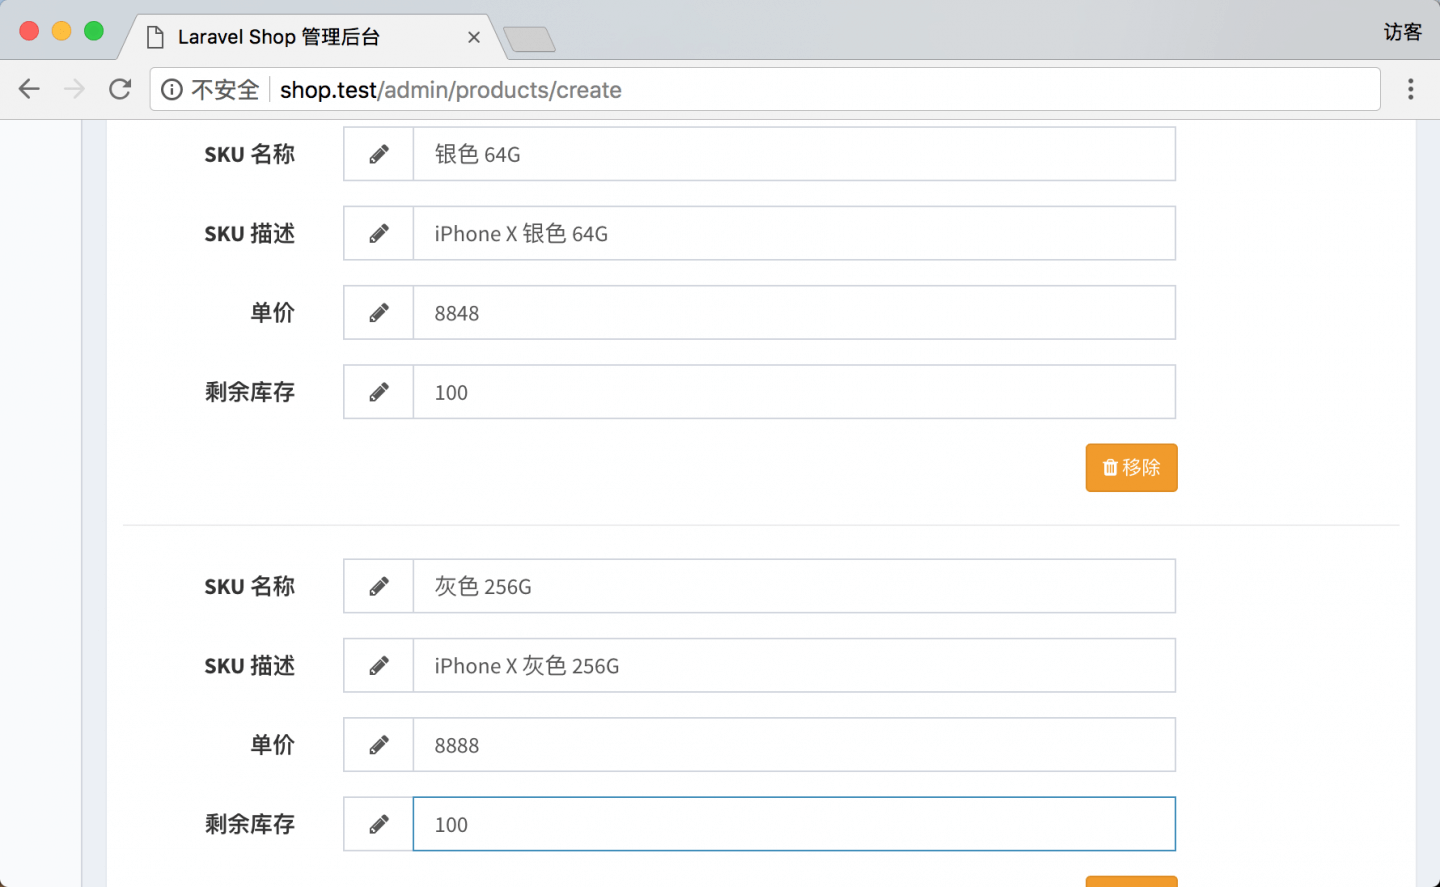 Laravel Shop 管理后台
访客
不安全 shop.test/admin/products/create
SKU 名称 银色 64G
SKU 描述 iPhone X 银色 64G
单价 8848
剩余库存 100
移除
SKU 名称 灰色 256G
SKU 描述 iPhone X 灰色 256G
单价 8888
剩余库存 100